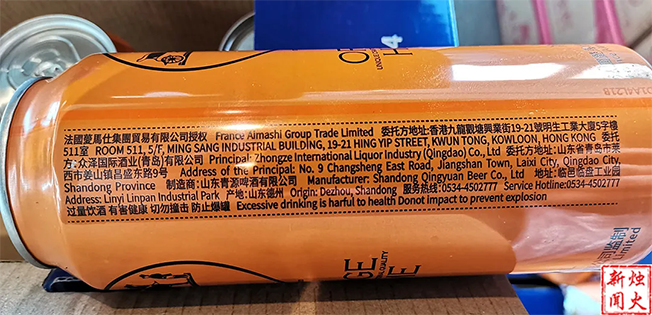 法國爱馬仕集團貿易有限公司授权 France Aimashi Group Trade Limited 委托方地址:香港九龍觀塘興業街19-21號明生工業大廈5字樓
511室 ROOM 511, 5/F, MING SANG INDUSTRIAL BUILDING, 19-21 HING YIP STREET, KWUN TONG, KOWLOON, HONG KONG 委托
方:众泽国际酒业(青岛)有限公司 Principal: Zhongze International Liquor Industry (Qingdao) Co., Ltd 委托方地址:山东省青岛市莱
西市姜山镇昌盛东路9号 Address of the Principal: No. 9 Changsheng East Road, Jiangshan Town, Laixi City, Qingdao City,
Shandong Province 制造商:山东青源啤酒有限公司 Manufacturer: Shandong Qingyuan Beer Co., Ltd 地址:临邑临盘工业园
Address: Linyi Linpan Industrial Park 产地:山东德州 Origin: Dezhou, Shandong 服务热线:0534-4502777 Service Hotline:0534-4502777
过量饮酒 有害健康 切勿撞击 防止爆罐 Excessive drinking is harful to health Donot impact to prevent explosion
监制
Limited
QUALITY
新烛
闻火